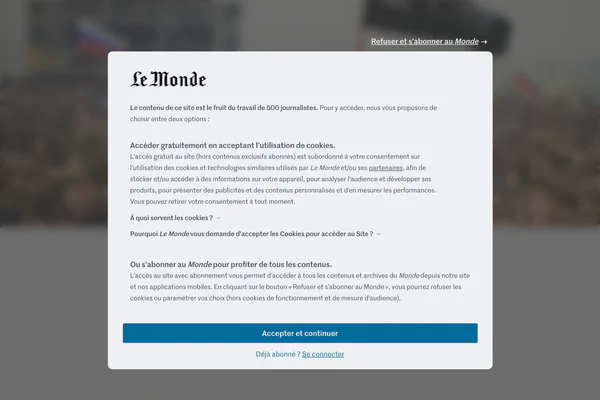 Refuser et s'abonner au Monde →
Le Monde
Le contenu de ce site est le fruit du travail de 500 journalistes. Pour y accéder, nous vous proposons de
choisir entre deux options :
Accéder gratuitement en acceptant l'utilisation de cookies.
L'accès gratuit au site (hors contenus exclusifs abonnés) est subordonné à votre consentement sur
l'utilisation des cookies et technologies similaires utilisés par Le Monde et/ou ses partenaires, afin de
stocker et/ou accéder à des informations sur votre appareil, pour analyser l'audience et développer ses
produits, pour présenter des publicités et des contenus personnalisés et d'en mesurer les performances.
Vous pouvez retirer votre consentement à tout moment.
À quoi servent les cookies ?
Pourquoi Le Monde vous demande d'accepter les Cookies pour accéder au Site ?
Ou s'abonner au Monde pour profiter de tous les contenus.
L'accès au site avec abonnement vous permet d'accéder à tous les contenus et archives du Monde depuis notre site
et nos applications mobiles. En cliquant sur le bouton « Refuser et s'abonner au Monde », vous pourrez refuser les
cookies ou paramétrer vos choix (hors cookies de fonctionnement et de mesure d'audience).
Accepter et continuer
Déjà abonné ? Se connecter